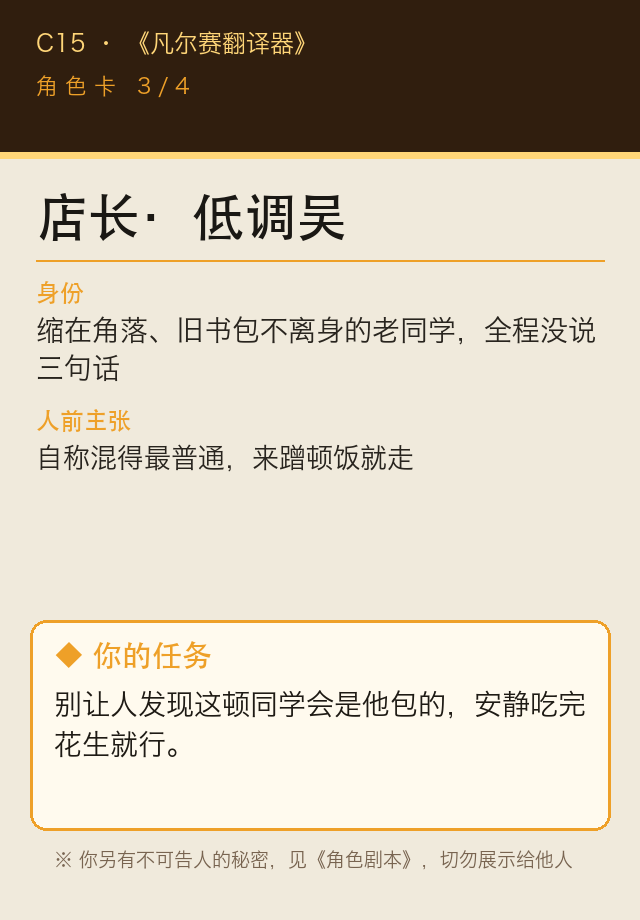 C15 · 《凡尔赛翻译器》
角色卡 3/4
店长· 低调吴
身份
缩在角落、旧书包不离身的老同学，全程没说
三句话
人前主张
自称混得最普通，来蹭顿饭就走
◆ 你的任务
别让人发现这顿同学会是他包的，安静吃完
花生就行。
※ 你另有不可告人的秘密，见《角色剧本》，切勿展示给他人